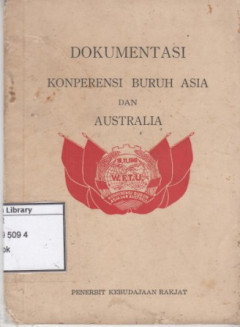 DOKUMENTASI
KONPERENSI BURUH ASIA
DAN
AUSTRALIA
W.F.T.U.
Library
509 4
PENERBIT KEBUDAJAAN RAKJAT